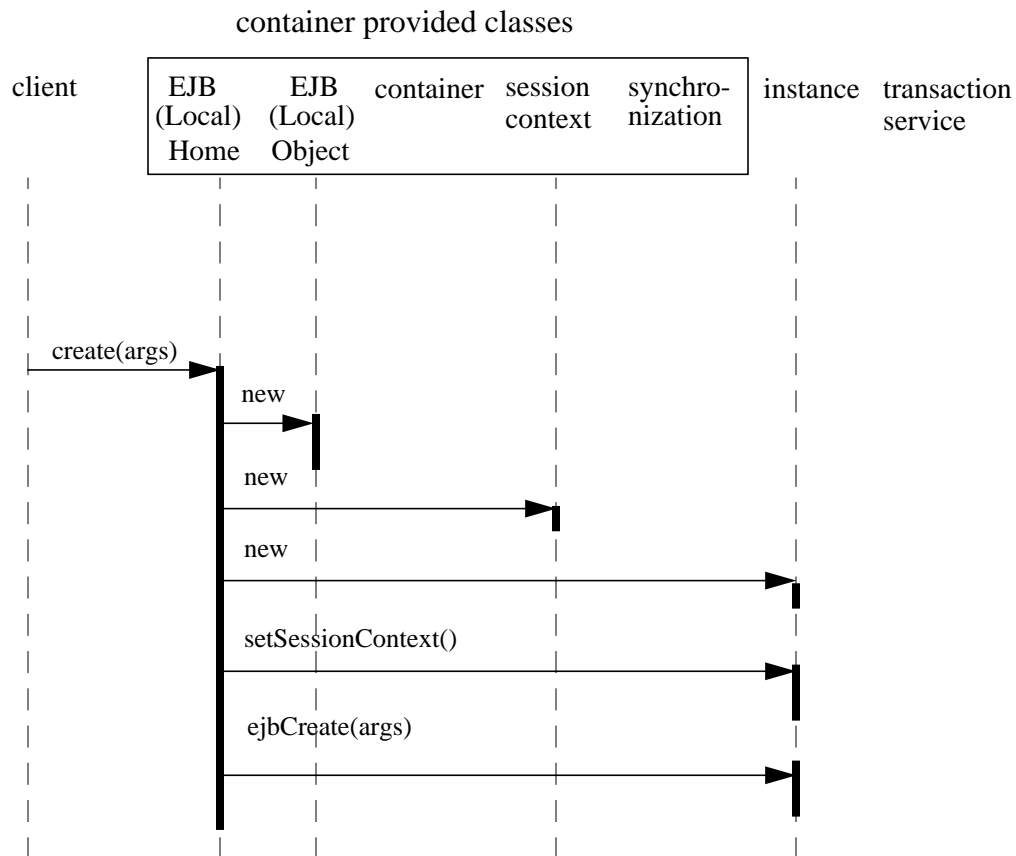 container provided classes
client
EJB
(Local)
Home
EJB
(Local)
Object
container
session
context
synchro-
nization
instance
transaction
service
create(args)
new
new
new
setSessionContext()
ejbCreate(args)